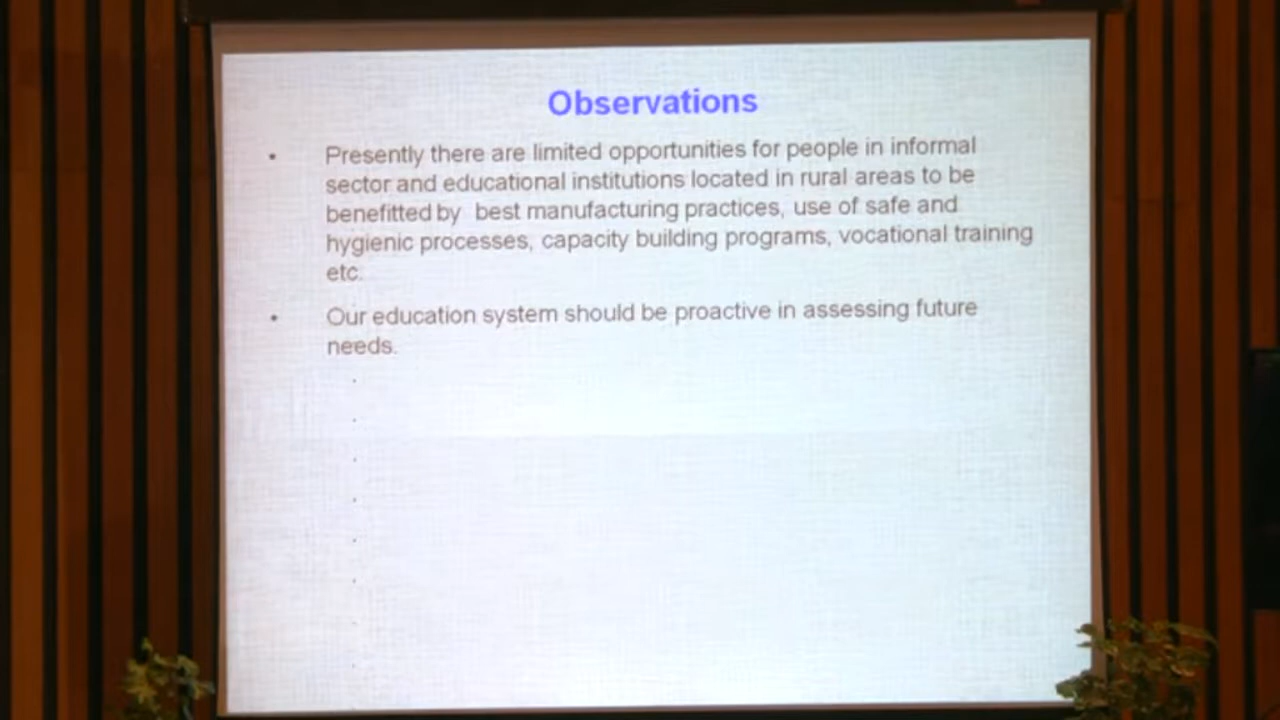 Observations
• Presently there are limited opportunities for people in informal
sector and educational institutions located in rural areas to be
benefitted by best manufacturing practices, use of safe and
hygienic processes, capacity building programs, vocational training
etc.
• Our education system should be proactive in assessing future
needs.